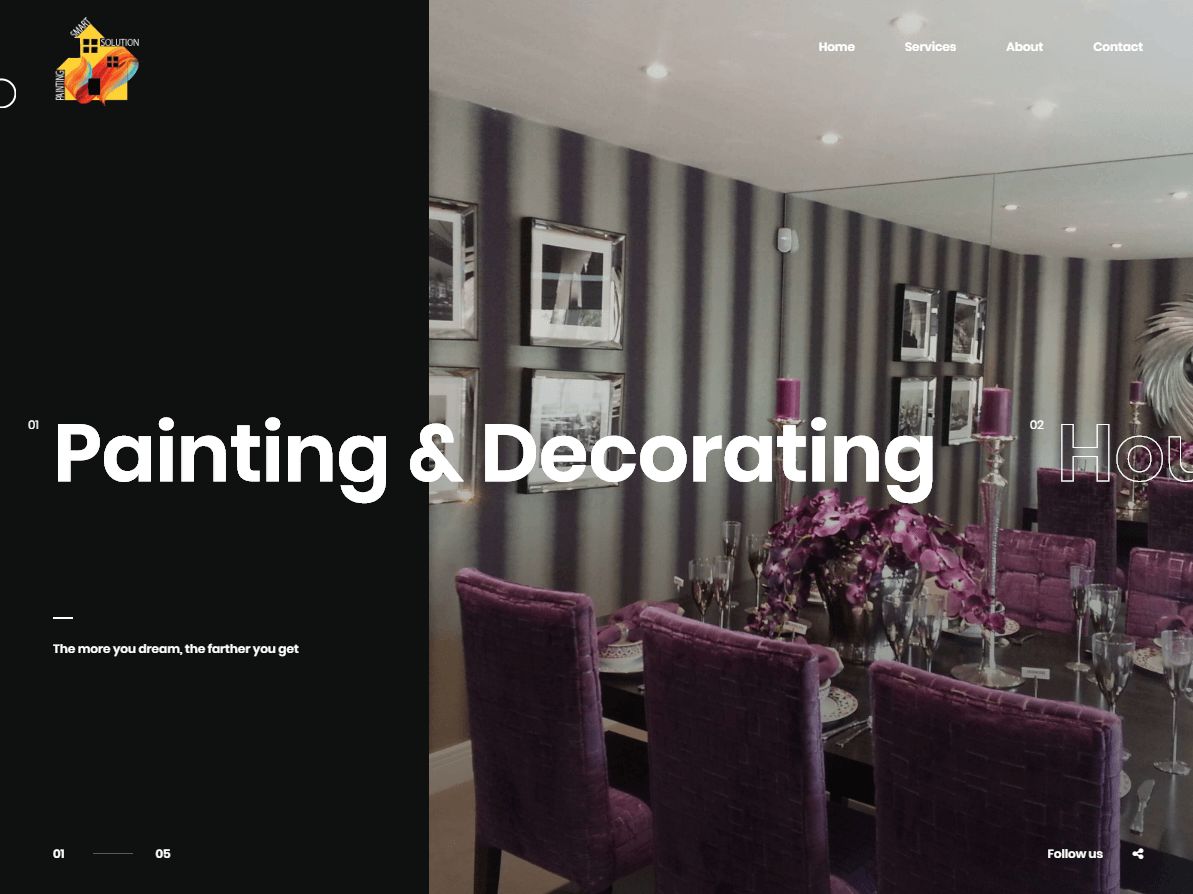 SMART
SOLUTION
PAINTING
Home
Services
About
Contact
01
Painting & Decorating
02
Hou
The more you dream, the farther you get
01
05
Follow us